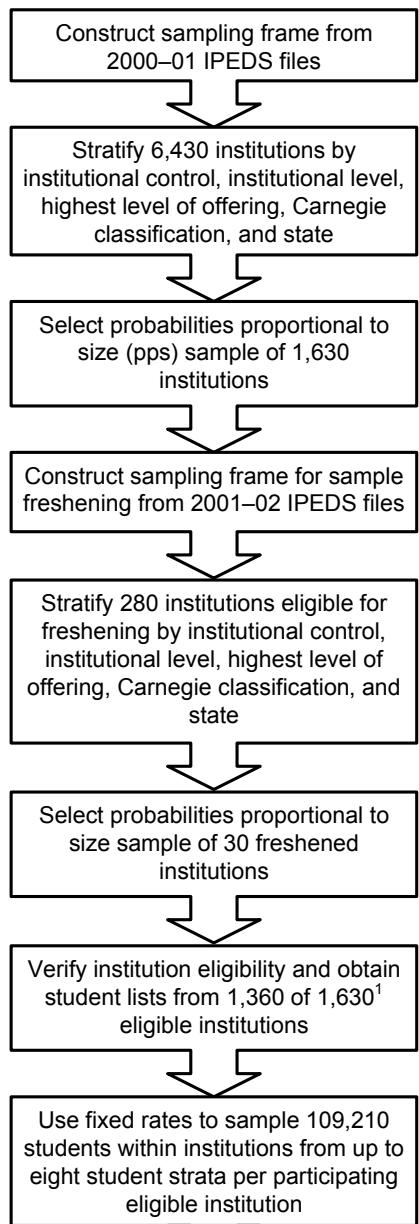 Construct sampling frame from
2000–01 IPEDS files
Stratify 6,430 institutions by
institutional control, institutional level,
highest level of offering, Carnegie
classification, and state
Select probabilities proportional to
size (pps) sample of 1,630
institutions
Construct sampling frame for sample
freshening from 2001–02 IPEDS files
Stratify 280 institutions eligible for
freshening by institutional control,
institutional level, highest level of
offering, Carnegie classification, and
state
Select probabilities proportional to
size sample of 30 freshened
institutions
Verify institution eligibility and obtain
student lists from 1,360 of 1,630¹
eligible institutions
Use fixed rates to sample 109,210
students within institutions from up to
eight student strata per participating
eligible institution